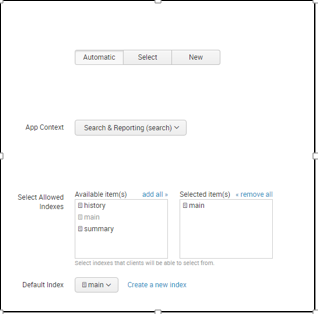 Automatic Select New
App Context Search & Reporting (search)
Select Allowed Indexes
Available item(s) add all »
history
main
summary
Selected item(s) « remove all
main
Select indexes that clients will be able to select from.
Default Index main Create a new index